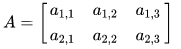 A = [ a1,1 a1,2 a1,3
a2,1 a2,2 a2,3 ]